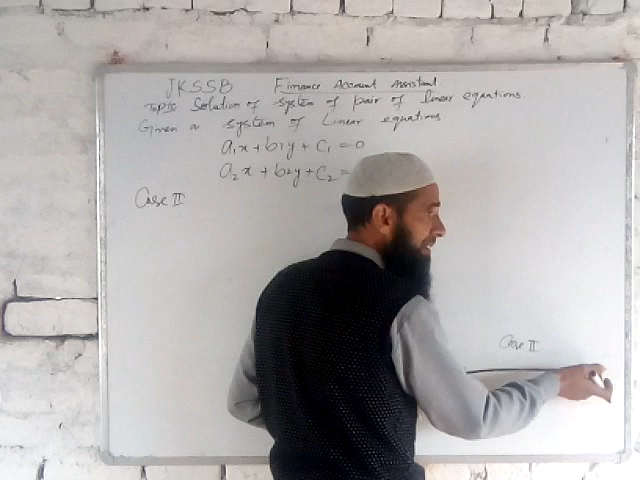 JKSSB Finance Account Assistant
Topic Solution of system of pair of linear equations
Given a system of Linear equations
a₁x + b₁y + c₁ = 0
a₂x + b₂y + c₂ =
Case II
Case II